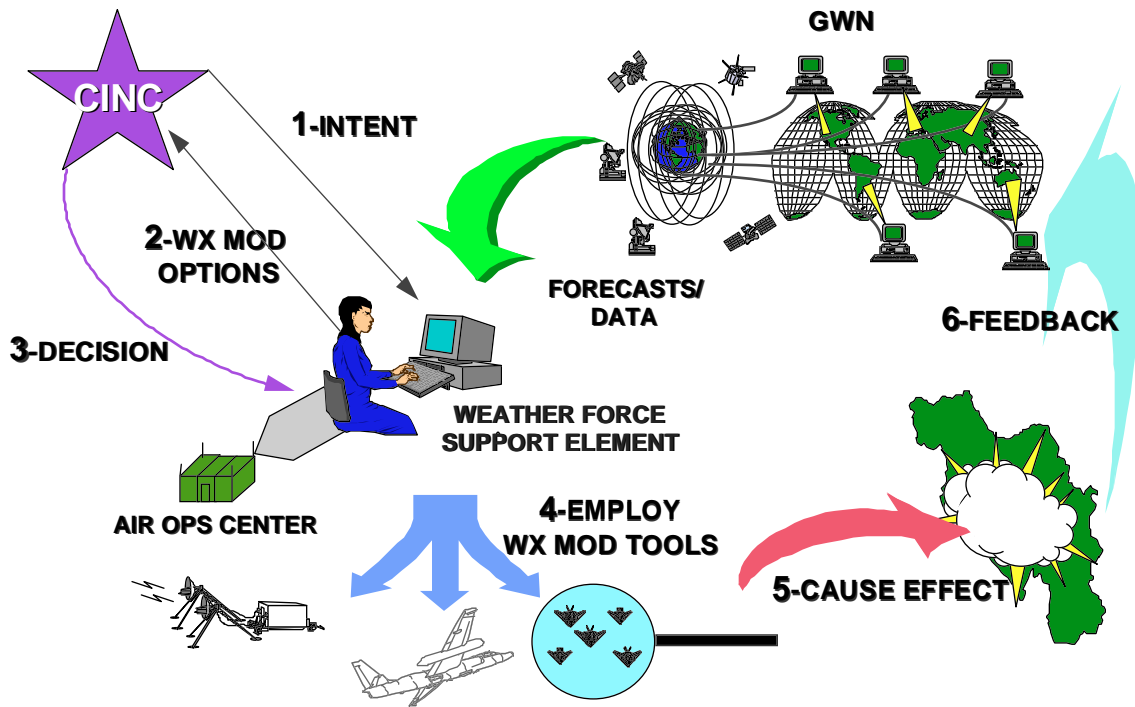 GWN
CINC
1-INTENT
2-WX MOD
OPTIONS
FORECASTS/
DATA
3-DECISION
6-FEEDBACK
WEATHER FORCE
SUPPORT ELEMENT
AIR OPS CENTER
4-EMPLOY
WX MOD TOOLS
5-CAUSE EFFECT